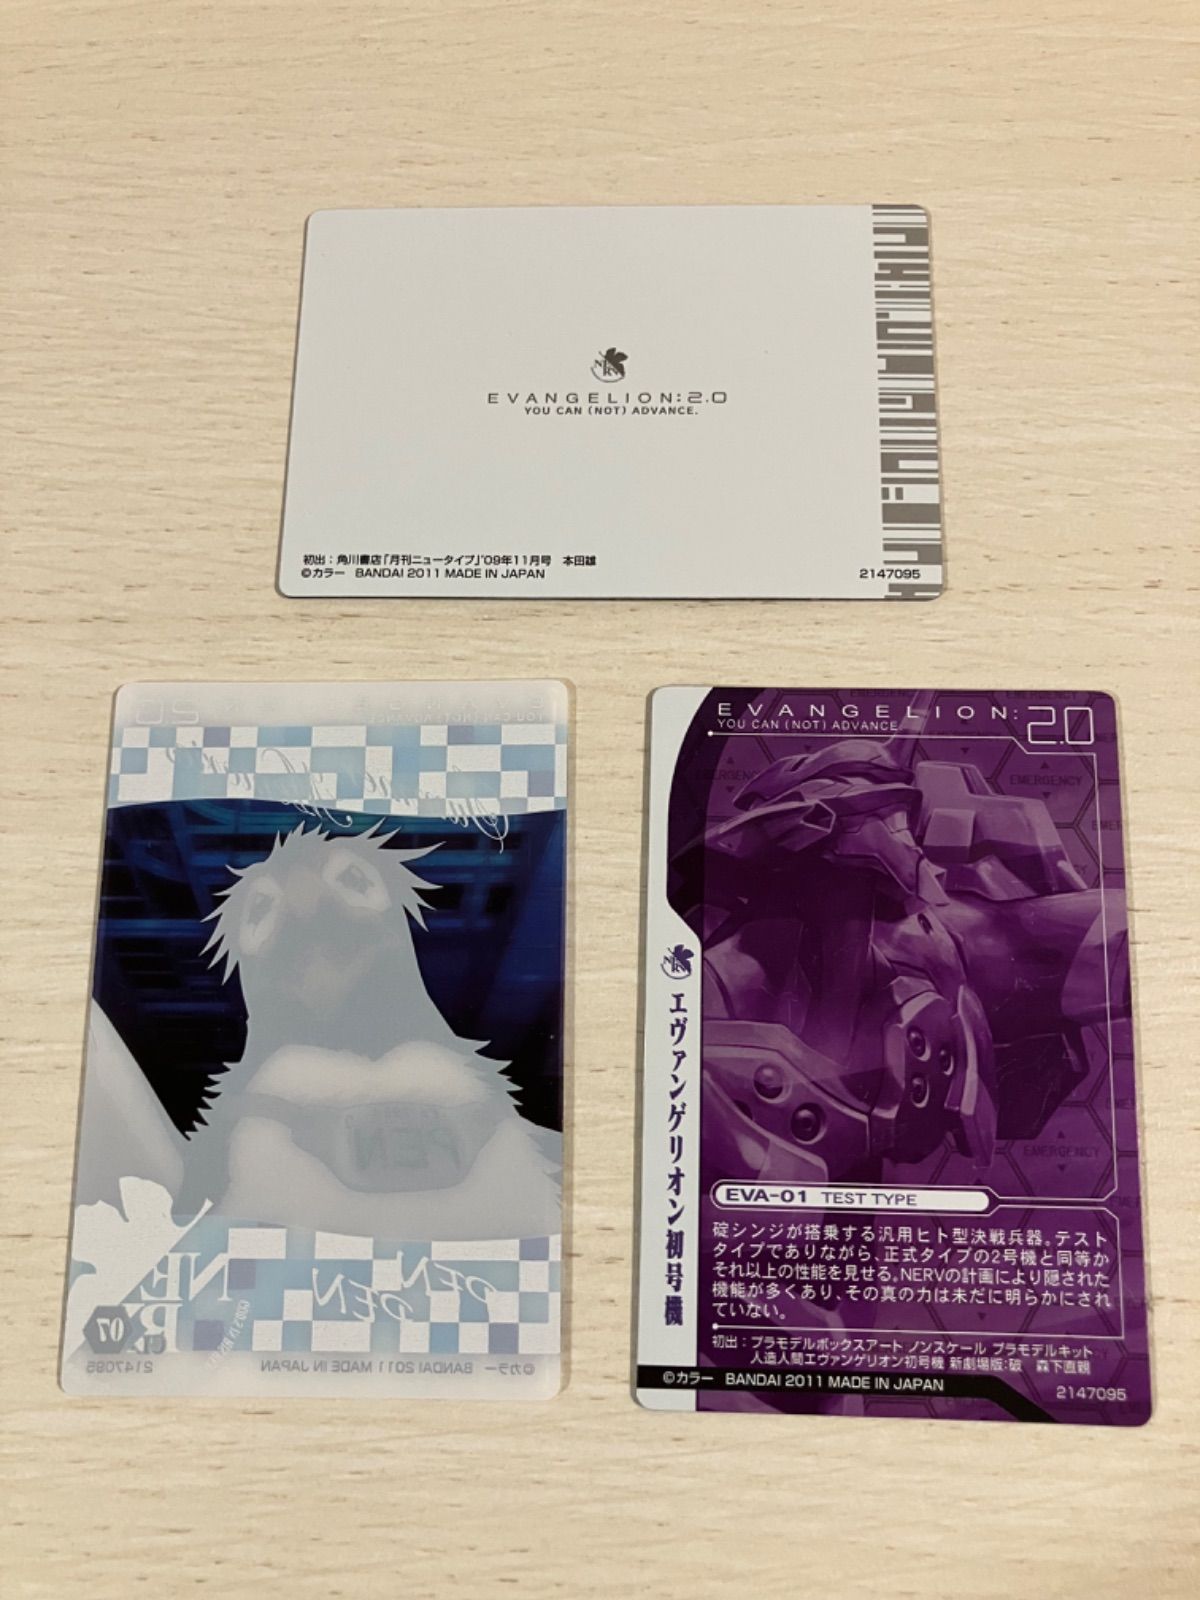 NERV
EVANGELION:2.0
YOU CAN (NOT) ADVANCE.
初出：角川書店「月刊ニュータイプ」'09年11月号　本田雄
©カラー　BANDAI 2011 MADE IN JAPAN
2147095
2.0
YOU CAN (NOT) ADVANCE.
PEN²
PEN
PEN
NERV
07
©カラー　BANDAI 2011 MADE IN JAPAN
2147095
EVANGELION: 2.0
YOU CAN (NOT) ADVANCE.
EMERGENCY
EMERGENCY
EMERGENCY
EMERGENCY
NERV
エヴァンゲリオン初号機
EVA-01 TEST TYPE
碇シンジが搭乗する汎用ヒト型決戦兵器。テスト
タイプでありながら、正式タイプの2号機と同等か
それ以上の性能を見せる。NERVの計画により隠された
機能が多くあり、その真の力は未だに明らかにされ
ていない。
初出：プラモデルボックスアート ノンスケール プラモデルキット
人造人間エヴァンゲリオン初号機 新劇場版:破　森下直親
©カラー　BANDAI 2011 MADE IN JAPAN
2147095